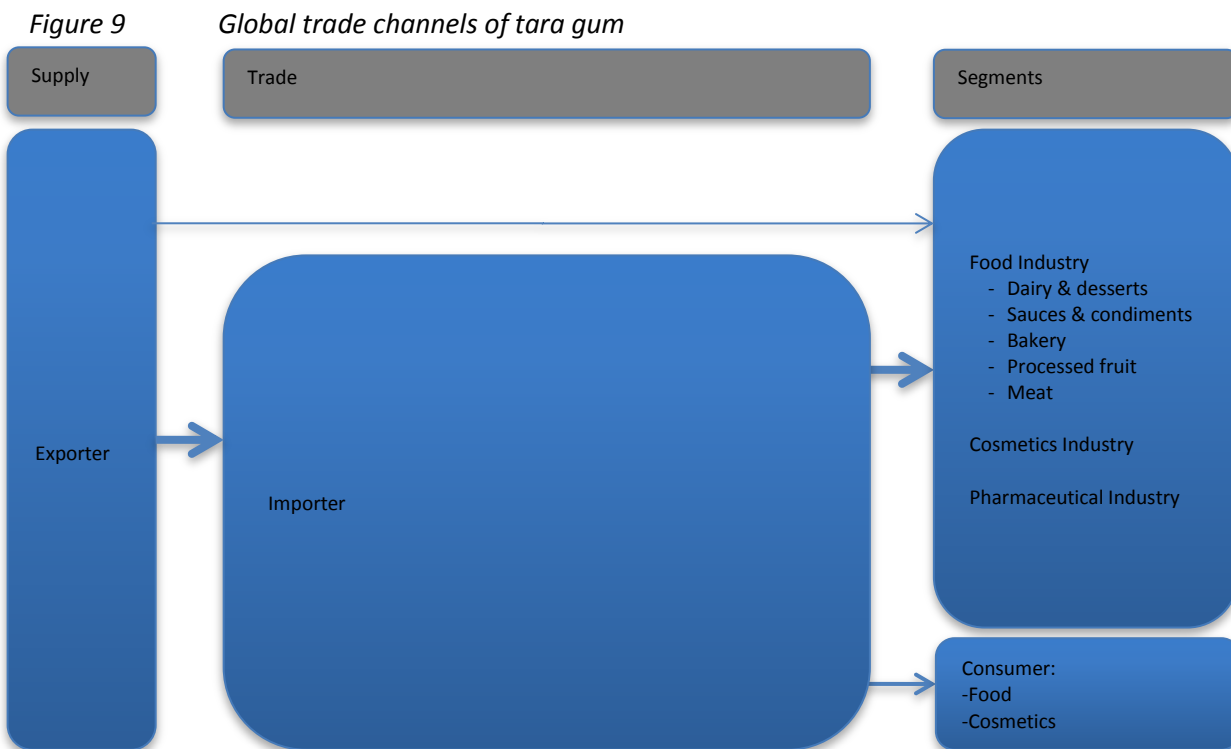 Figure 9 Global trade channels of tara gum
Supply
Trade
Segments
Exporter
Importer
Food Industry
- Dairy & desserts
- Sauces & condiments
- Bakery
- Processed fruit
- Meat
Cosmetics Industry
Pharmaceutical Industry
Consumer:
-Food
-Cosmetics